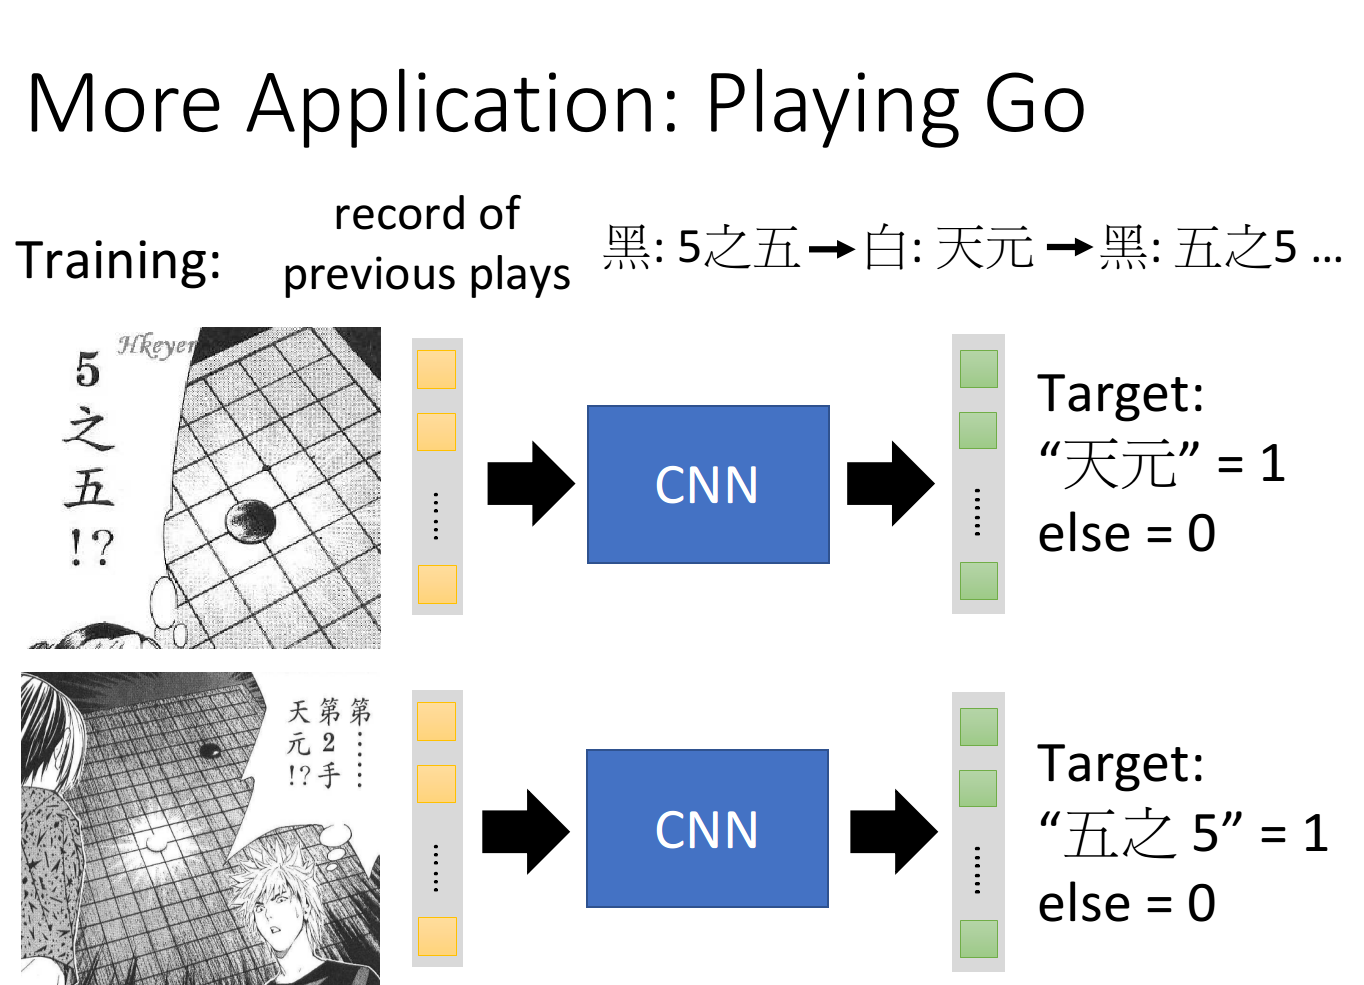 More Application: Playing Go
Training:
record of
previous plays
黑: 5之五 → 白: 天元 → 黑: 五之5 ...
Hkeyer
5之五!?
CNN
Target:
“天元” = 1
else = 0
第……
第2手
天元!?
CNN
Target:
“五之 5” = 1
else = 0